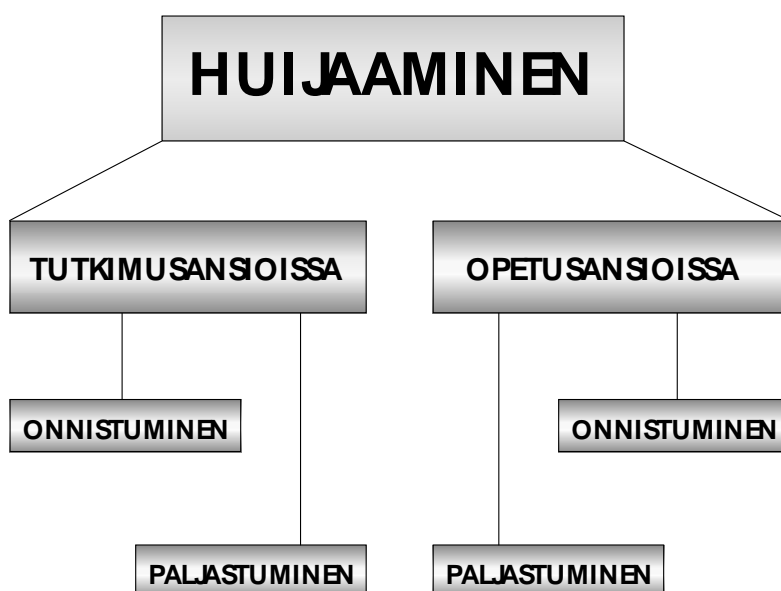 HUIJAAMINEN
TUTKIMUSANSIOISSA
OPETUSANSIOISSA
ONNISTUMINEN
ONNISTUMINEN
PALJASTUMINEN
PALJASTUMINEN